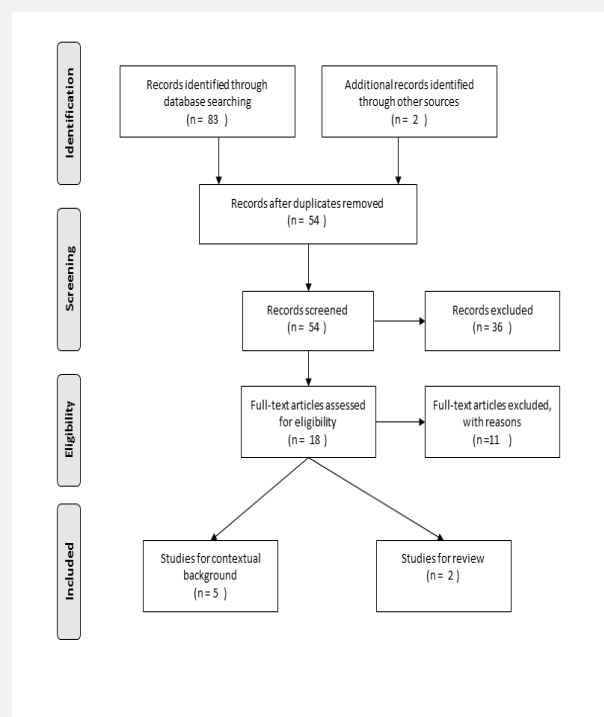 Identification
Records identified through
database searching
(n = 83 )
Additional records identified
through other sources
(n = 2 )
Records after duplicates removed
(n = 54 )
Screening
Records screened
(n = 54 )
Records excluded
(n = 36 )
Eligibility
Full-text articles assessed
for eligibility
(n = 18 )
Full-text articles excluded,
with reasons
(n =11 )
Included
Studies for contextual
background
(n = 5 )
Studies for review
(n = 2 )